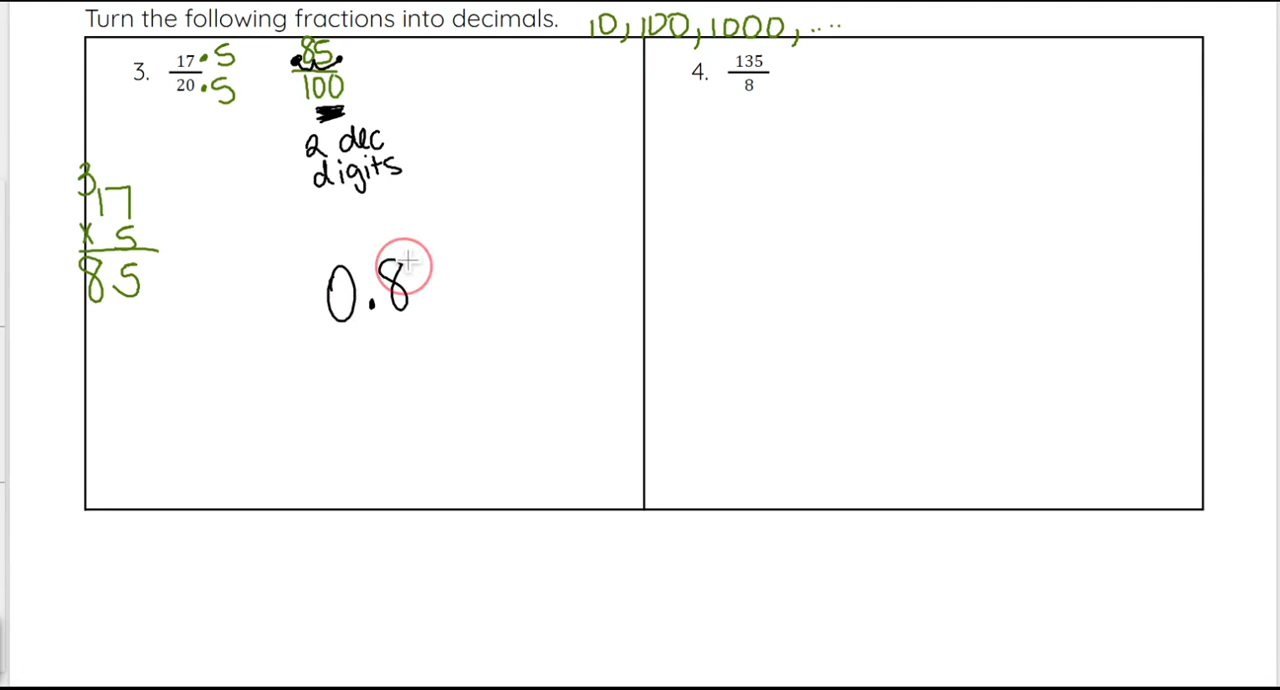 Turn the following fractions into decimals. 10, 100, 1000, ....
3. 17/20 •5 •5 85./100
2 dec
digits
3
17
x 5
85
0.8
4. 135/8